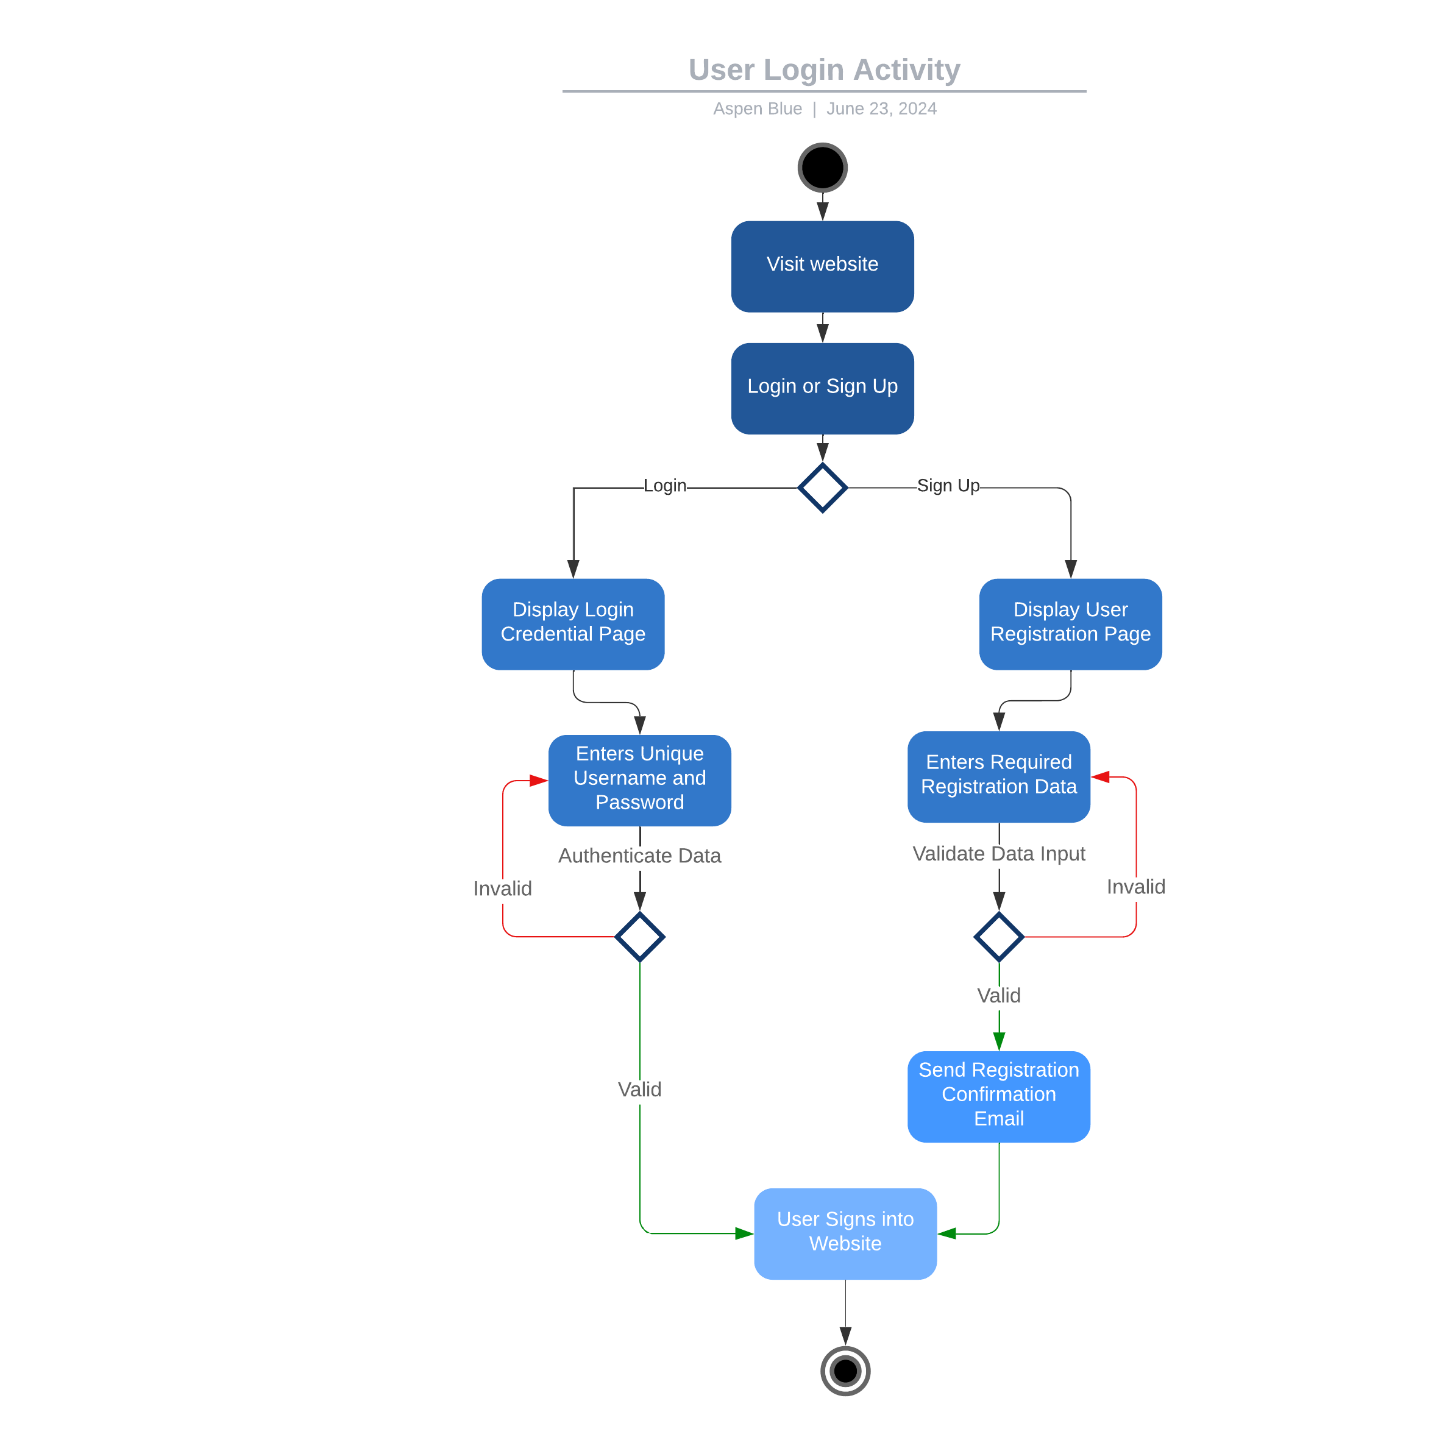 User Login Activity
Aspen Blue | June 23, 2024
Visit website
Login or Sign Up
Login
Sign Up
Display Login
Credential Page
Display User
Registration Page
Enters Unique
Username and
Password
Enters Required
Registration Data
Authenticate Data
Validate Data Input
Invalid
Invalid
Valid
Valid
Send Registration
Confirmation
Email
User Signs into
Website